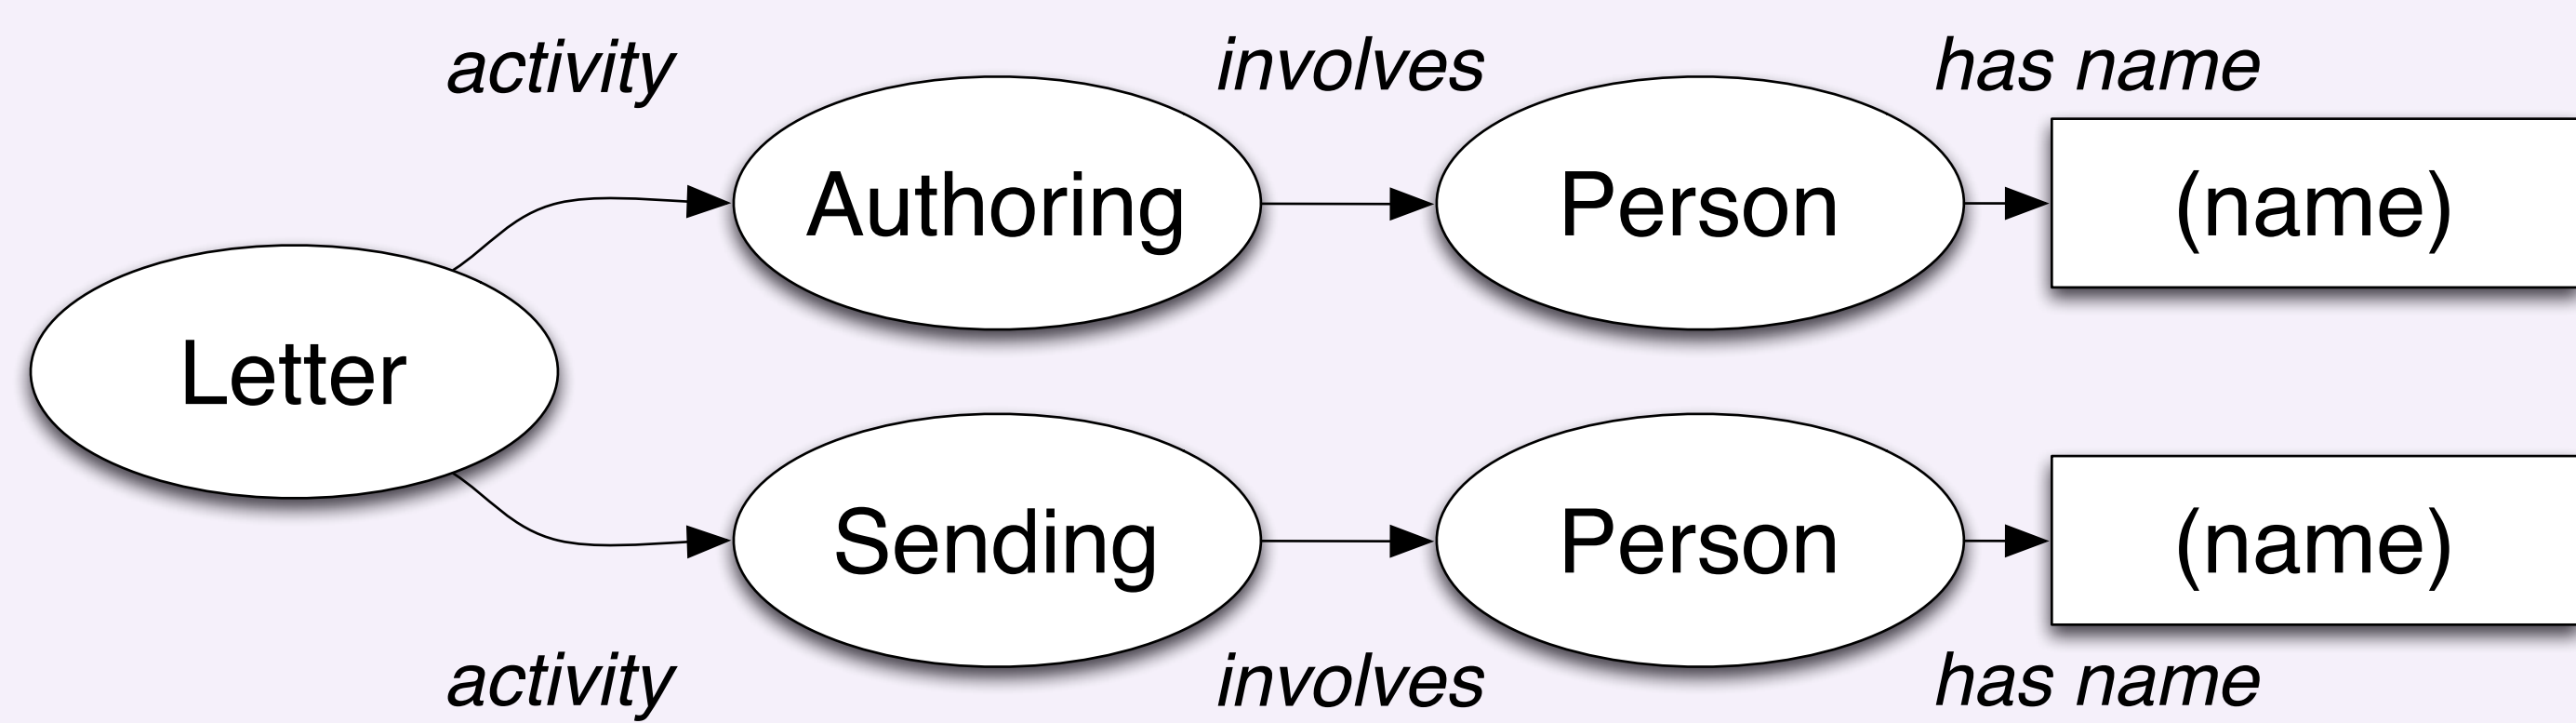 activity involves has name
Authoring Person (name)
Letter
Sending Person (name)
activity involves has name